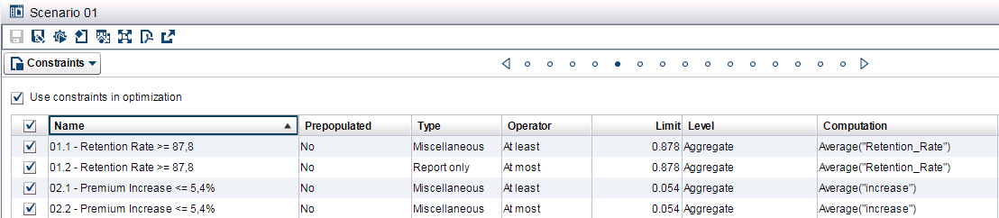 Scenario 01
Constraints
Use constraints in optimization
Name Prepopulated Type Operator Limit Level Computation
01.1 - Retention Rate >= 87,8 No Miscellaneous At least 0.878 Aggregate Average("Retention_Rate")
01.2 - Retention Rate >= 87,8 No Report only At most 0.878 Aggregate Average("Retention_Rate")
02.1 - Premium Increase <= 5,4% No Miscellaneous At least 0.054 Aggregate Average("increase")
02.2 - Premium Increase <= 5,4% No Miscellaneous At most 0.054 Aggregate Average("increase")